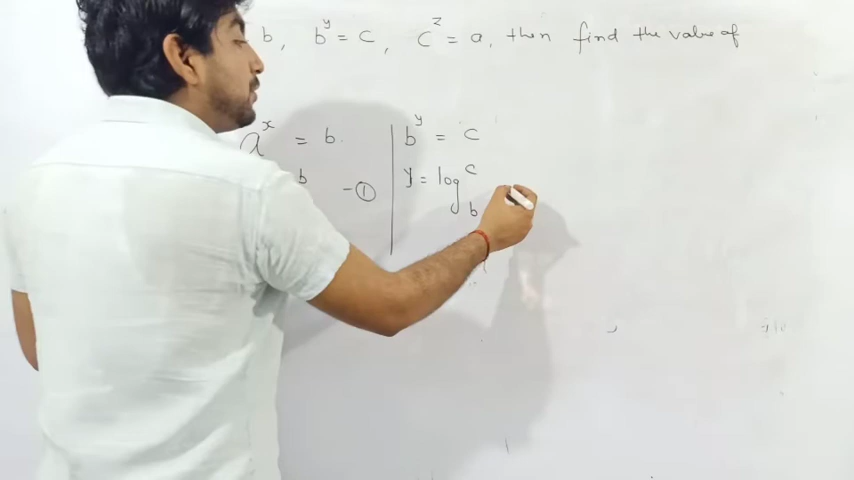 b, b^y = c, c^z = a, then find the value of
a^x = b. b^y = c
b - ① y = log_b^c